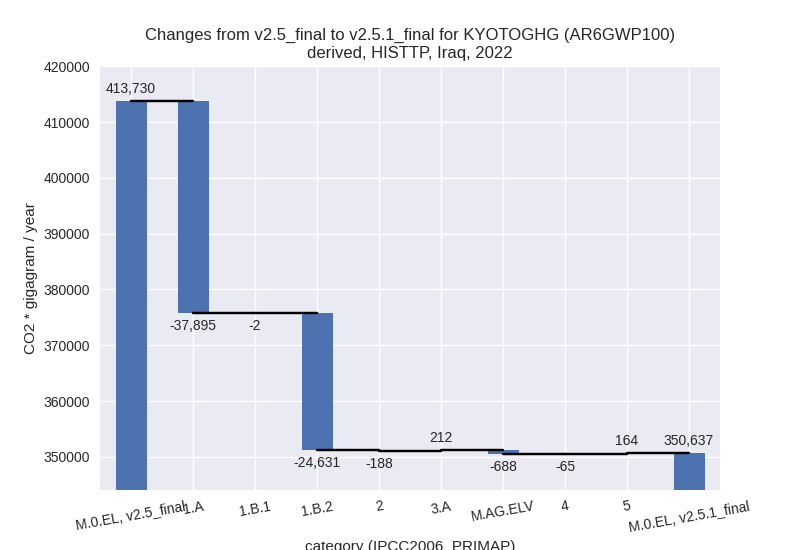 Changes from v2.5_final to v2.5.1_final for KYOTOGHG (AR6GWP100)
derived, HISTTP, Iraq, 2022
CO2 * gigagram / year
420000
410000
400000
390000
380000
370000
360000
350000
413,730
-37,895
-2
-24,631
-188
212
-688
-65
164
350,637
M.0.EL, v2.5_final
1.A
1.B.1
1.B.2
2
3.A
M.AG.ELV
4
5
M.0.EL, v2.5.1_final
category (IPCC2006_PRIMAP)